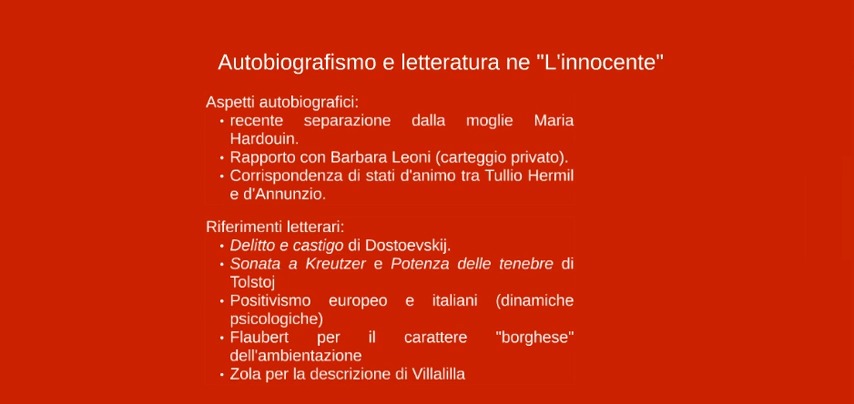 Autobiografismo e letteratura ne "L'innocente"
Aspetti autobiografici:
• recente separazione dalla moglie Maria
Hardouin.
• Rapporto con Barbara Leoni (carteggio privato).
• Corrispondenza di stati d'animo tra Tullio Hermil
e d'Annunzio.
Riferimenti letterari:
• Delitto e castigo di Dostoevskij.
• Sonata a Kreutzer e Potenza delle tenebre di
Tolstoj
• Positivismo europeo e italiani (dinamiche
psicologiche)
• Flaubert per il carattere "borghese"
dell'ambientazione
• Zola per la descrizione di Villalilla